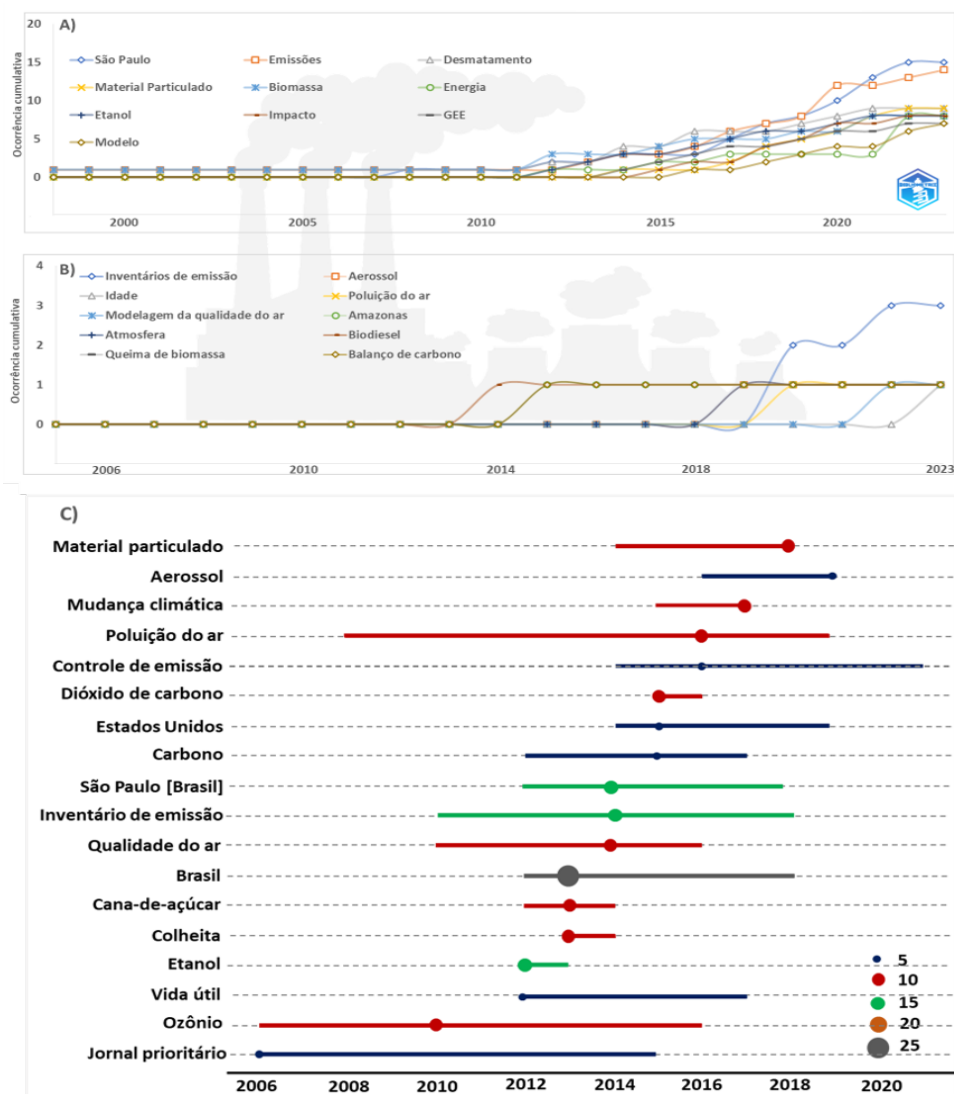 A)
20
15
10
5
0
Ocorrência cumulativa
São Paulo Emissões Desmatamento
Material Particulado Biomassa Energia
Etanol Impacto GEE
Modelo
2000 2005 2010 2015 2020
B)
4
3
2
1
0
Ocorrência cumulativa
Inventários de emissão Aerossol
Idade Poluição do ar
Modelagem da qualidade do ar Amazonas
Atmosfera Biodiesel
Queima de biomassa Balanço de carbono
2006 2010 2014 2018 2023
C)
Material particulado
Aerossol
Mudança climática
Poluição do ar
Controle de emissão
Dióxido de carbono
Estados Unidos
Carbono
São Paulo [Brasil]
Inventário de emissão
Qualidade do ar
Brasil
Cana-de-açúcar
Colheita
Etanol
Vida útil
Ozônio
Jornal prioritário
5
10
15
20
25
2006 2008 2010 2012 2014 2016 2018 2020